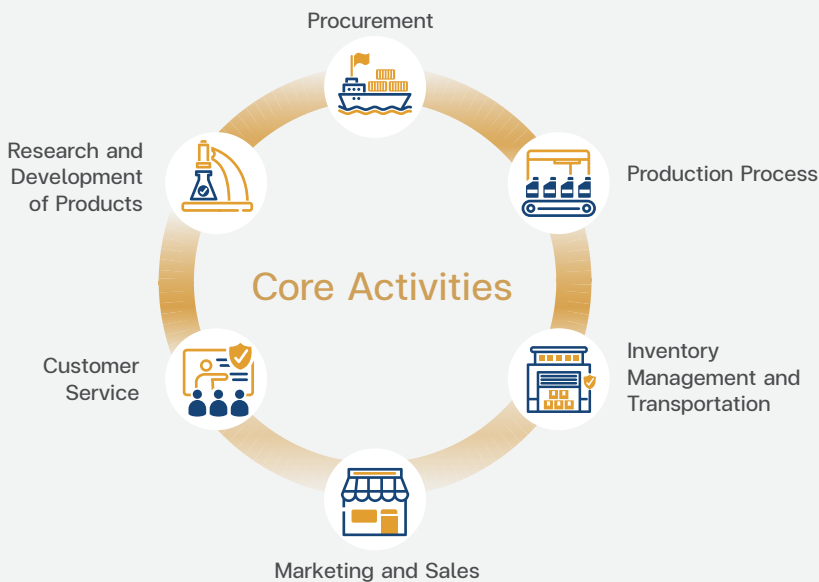 Procurement
Research and
Development
of Products
Production Process
Core Activities
Customer
Service
Inventory
Management and
Transportation
Marketing and Sales